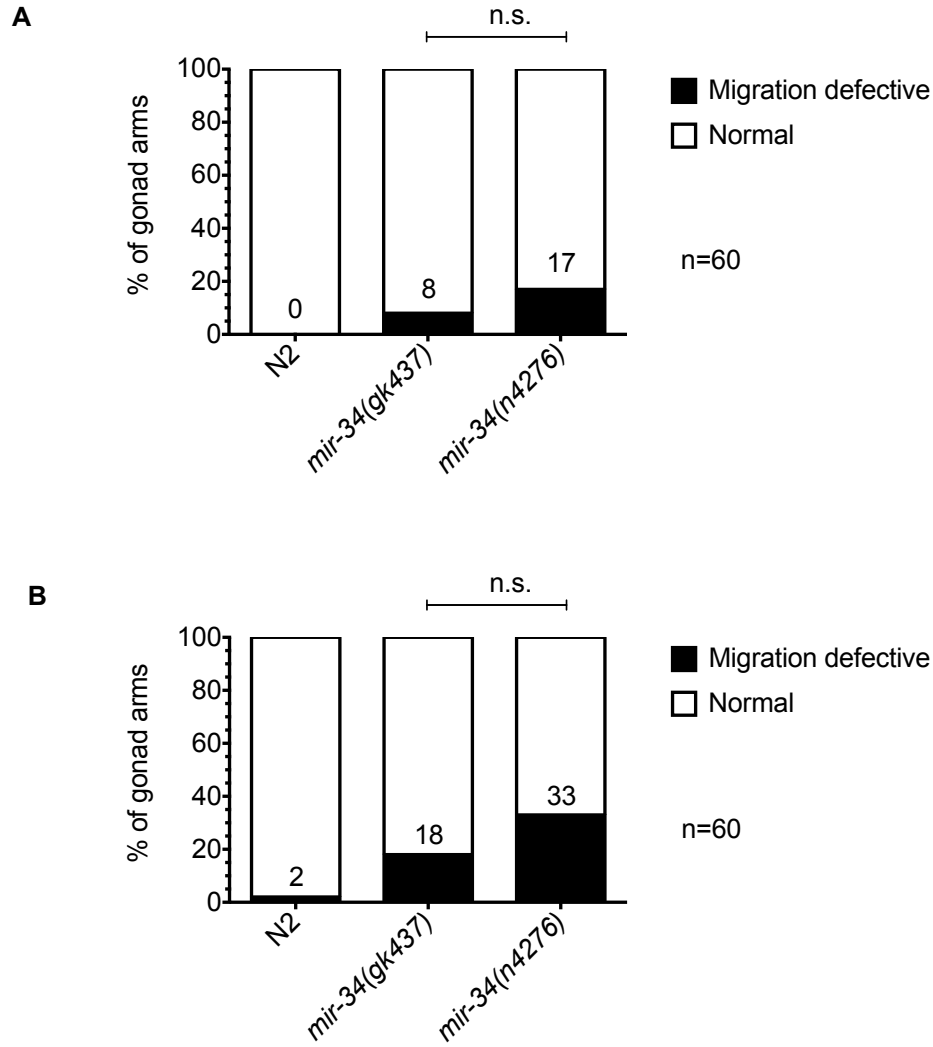 A
n.s.
% of gonad arms
100
80
60
40
20
0
0
8
17
N2
mir-34(gk437)
mir-34(n4276)
Migration defective
Normal
n=60
B
n.s.
% of gonad arms
100
80
60
40
20
0
2
18
33
N2
mir-34(gk437)
mir-34(n4276)
Migration defective
Normal
n=60